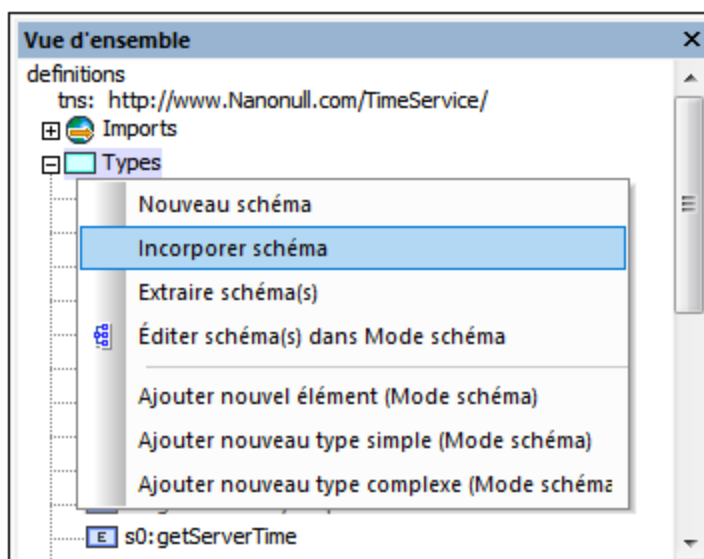 Vue d'ensemble
definitions
tns: http://www.Nanonull.com/TimeService/
Imports
Types
Nouveau schéma
Incorporer schéma
Extraire schéma(s)
Éditer schéma(s) dans Mode schéma
Ajouter nouvel élément (Mode schéma)
Ajouter nouveau type simple (Mode schéma)
Ajouter nouveau type complexe (Mode schéma
E s0:getServerTime